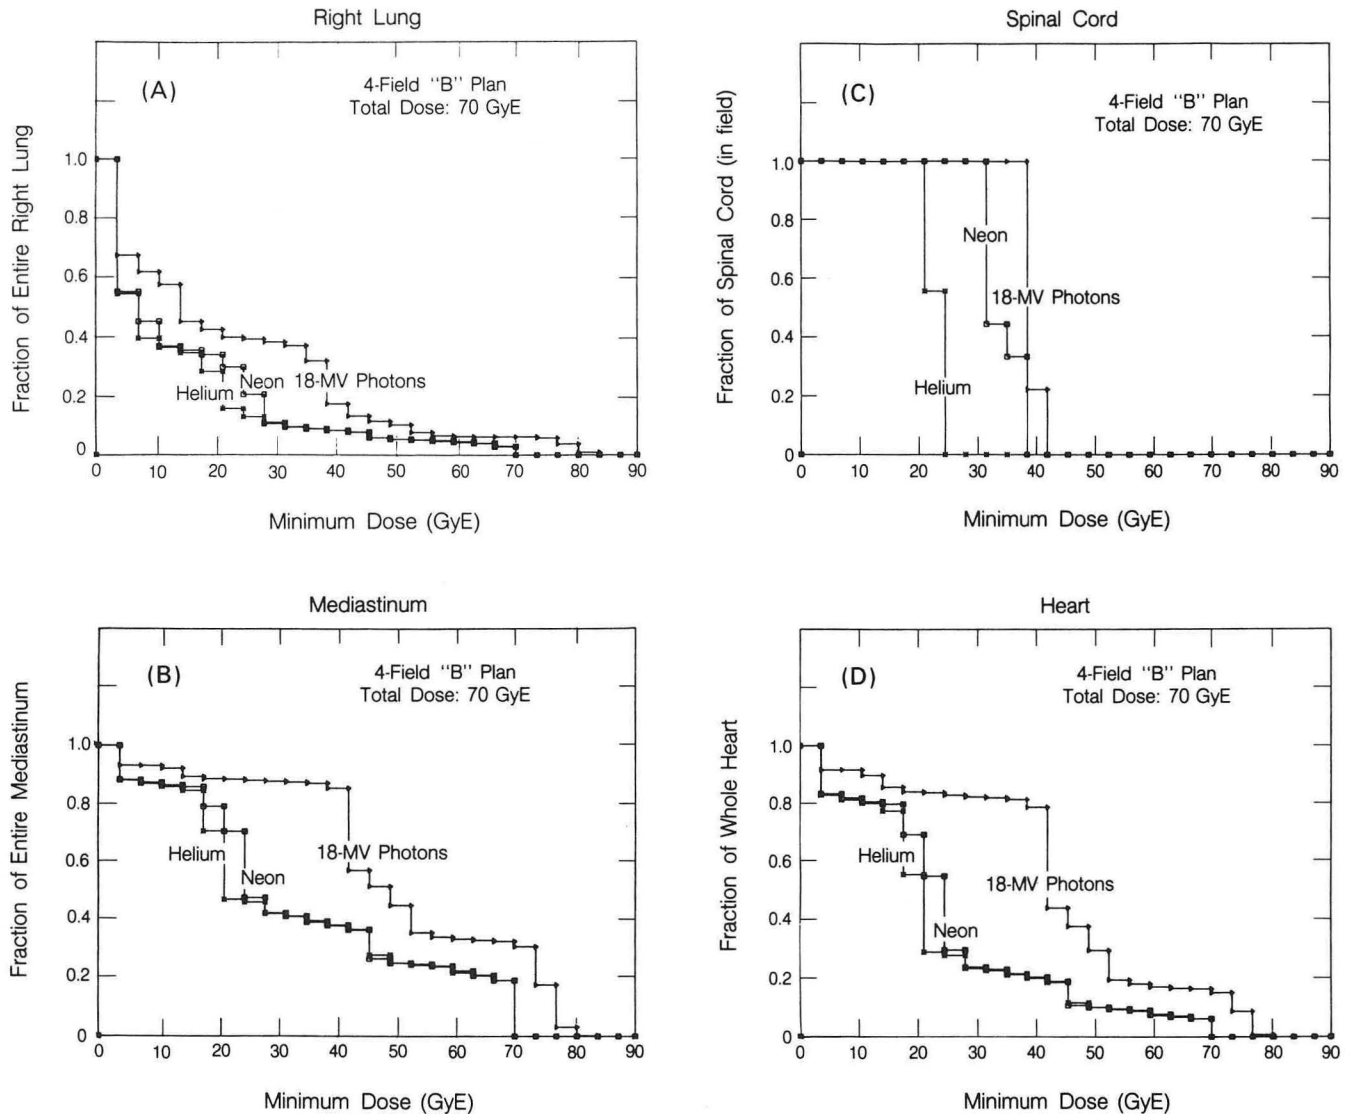 Right Lung
(A)
4-Field "B" Plan
Total Dose: 70 GyE
Fraction of Entire Right Lung
1.0
0.8
0.6
0.4
0.2
0
Helium
Neon
18-MV Photons
0 10 20 30 40 50 60 70 80 90
Minimum Dose (GyE)
Spinal Cord
(C)
4-Field "B" Plan
Total Dose: 70 GyE
Fraction of Spinal Cord (in field)
1.0
0.8
0.6
0.4
0.2
0
Neon
18-MV Photons
Helium
0 10 20 30 40 50 60 70 80 90
Minimum Dose (GyE)
Mediastinum
(B)
4-Field "B" Plan
Total Dose: 70 GyE
Fraction of Entire Mediastinum
1.0
0.8
0.6
0.4
0.2
0
Helium
Neon
18-MV Photons
0 10 20 30 40 50 60 70 80 90
Minimum Dose (GyE)
Heart
(D)
4-Field "B" Plan
Total Dose: 70 GyE
Fraction of Whole Heart
1.0
0.8
0.6
0.4
0.2
0
Helium
18-MV Photons
Neon
0 10 20 30 40 50 60 70 80 90
Minimum Dose (GyE)